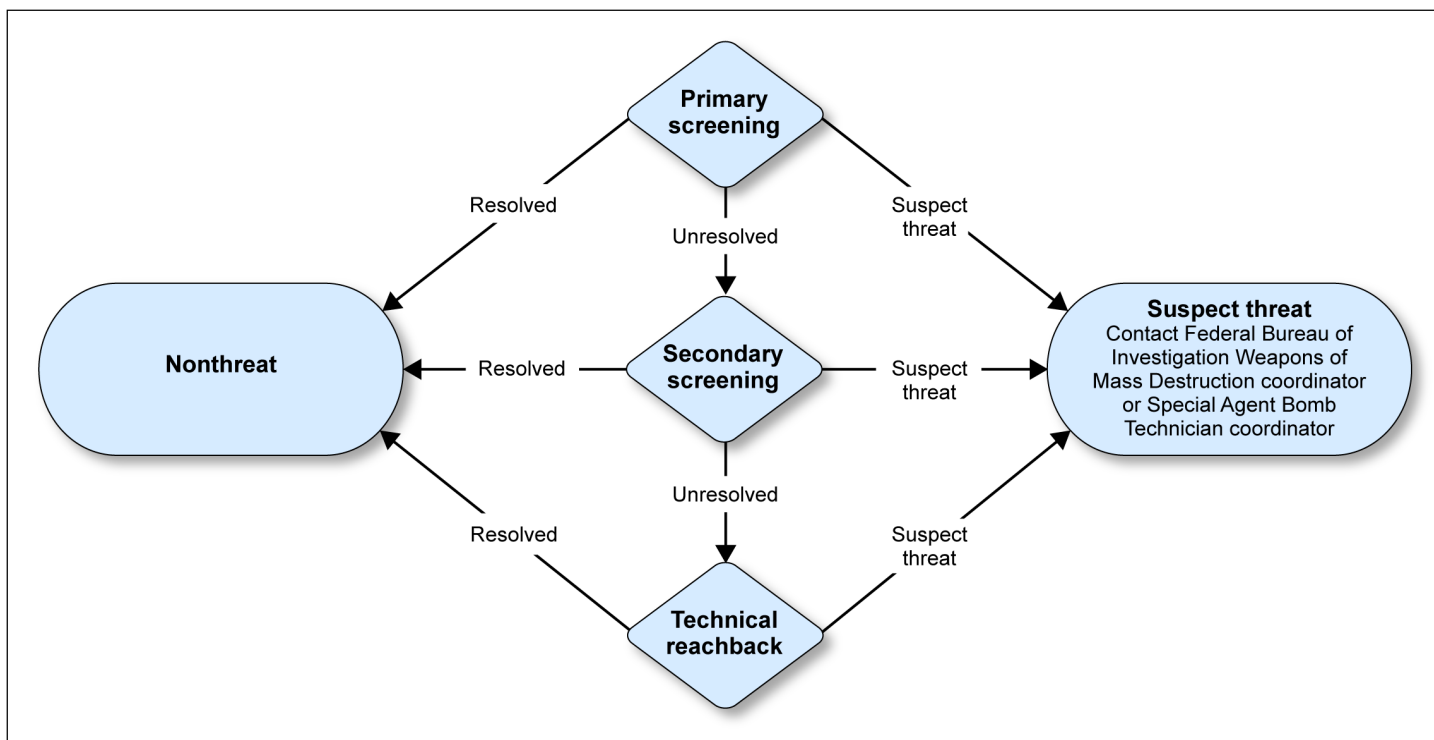 Primary
screening
Resolved
Suspect
threat
Unresolved
Nonthreat
Resolved
Secondary
screening
Suspect
threat
Suspect threat
Contact Federal Bureau of
Investigation Weapons of
Mass Destruction coordinator
or Special Agent Bomb
Technician coordinator
Unresolved
Resolved
Suspect
threat
Technical
reachback